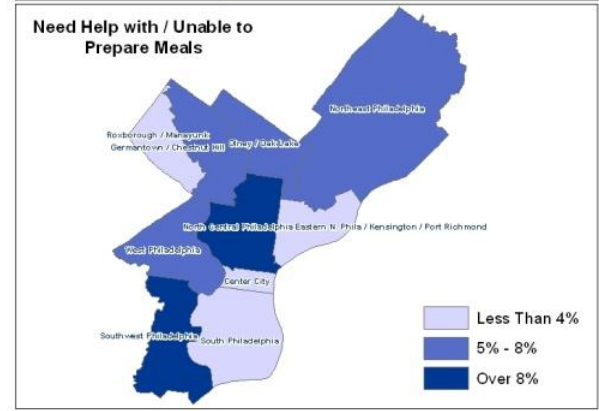 Need Help with / Unable to
Prepare Meals
Northeast Philadelphia
Roxborough / Manayunk
Olney / Oak Lane
Germantown / Chestnut Hill
North Central Philadelphia
Eastern N. Phila / Kensington / Port Richmond
West Philadelphia
Center City
Southwest Philadelphia
South Philadelphia
Less Than 4%
5% - 8%
Over 8%